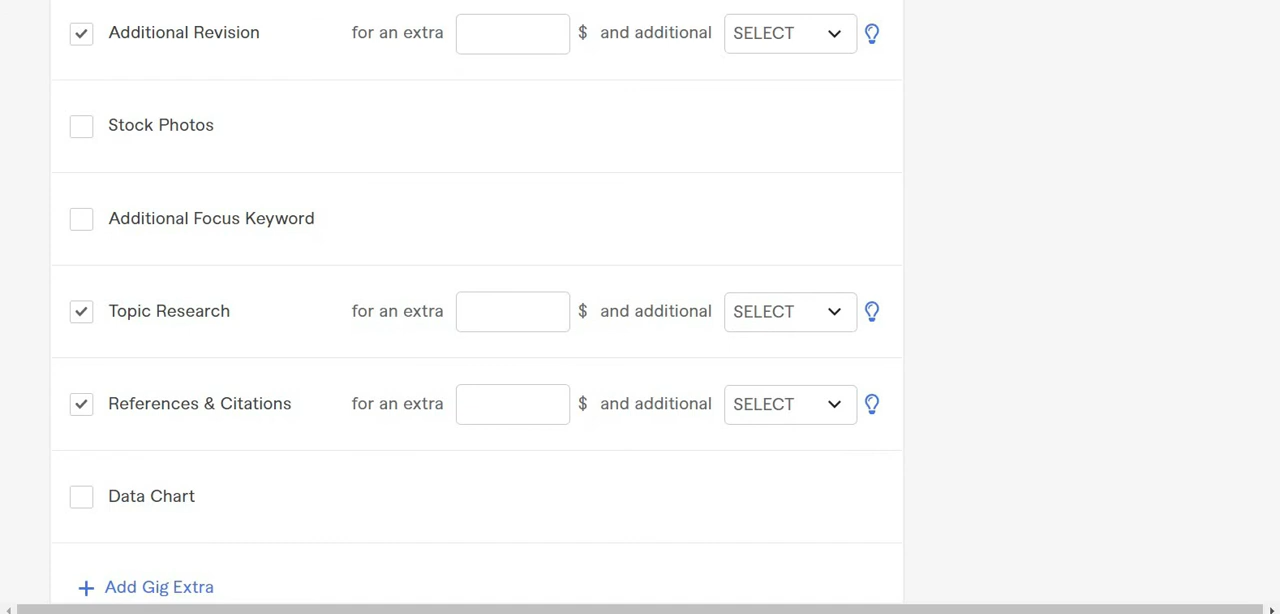 Additional Revision for an extra $ and additional SELECT
Stock Photos
Additional Focus Keyword
Topic Research for an extra $ and additional SELECT
References & Citations for an extra $ and additional SELECT
Data Chart
+ Add Gig Extra